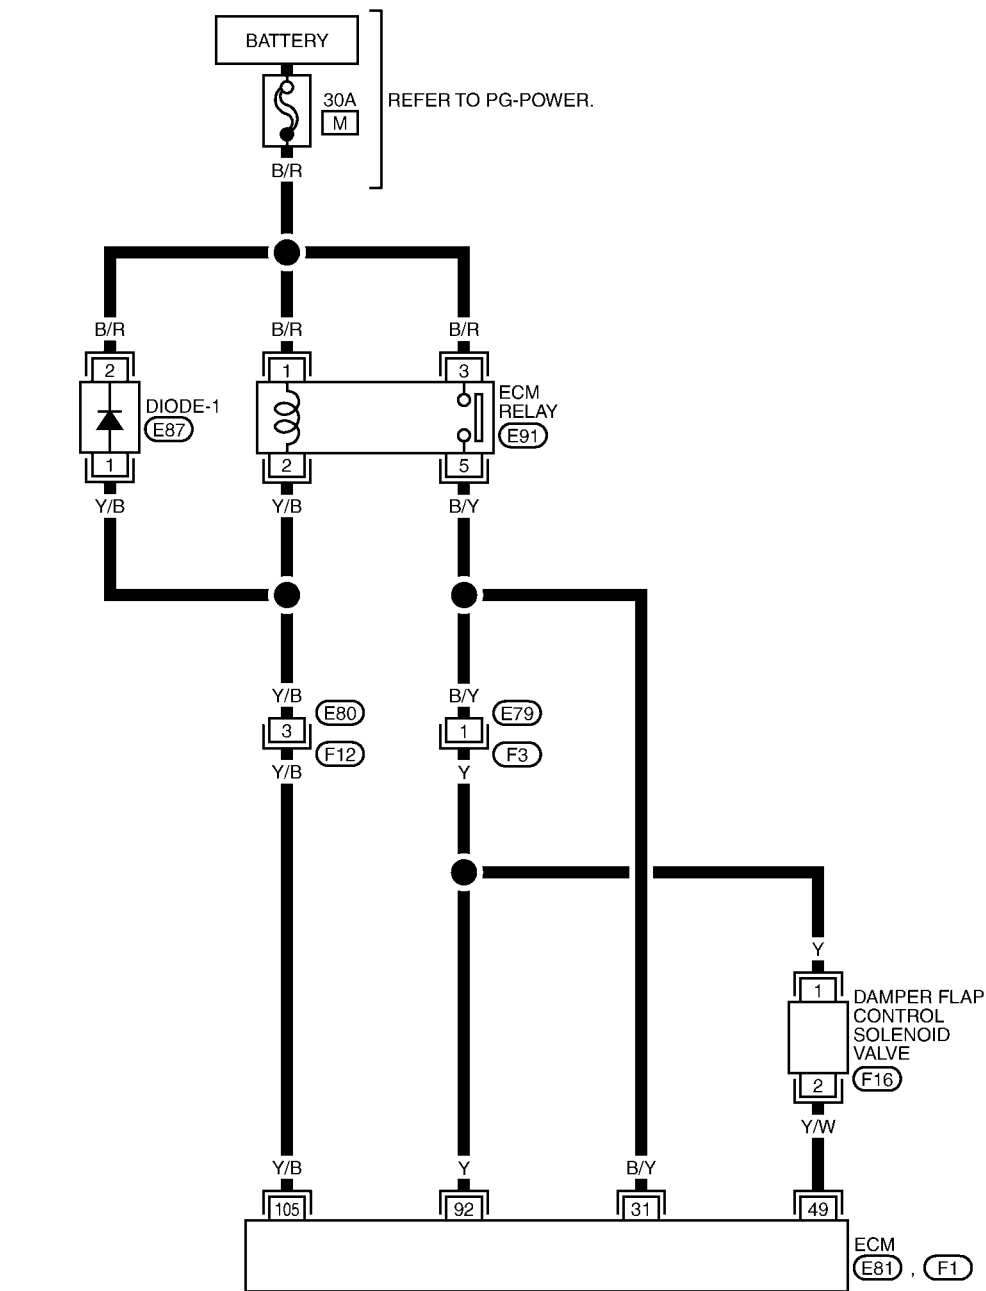 BATTERY
30A
M
REFER TO PG-POWER.
B/R
B/R
B/R
B/R
2
1
3
DIODE-1
E87
ECM
RELAY
E91
1
2
5
Y/B
Y/B
B/Y
Y/B
B/Y
E80
E79
3
1
F12
F3
Y/B
Y
Y
1
DAMPER FLAP
CONTROL
SOLENOID
VALVE
F16
2
Y/W
Y/B
Y
B/Y
105
92
31
49
ECM
E81 , F1